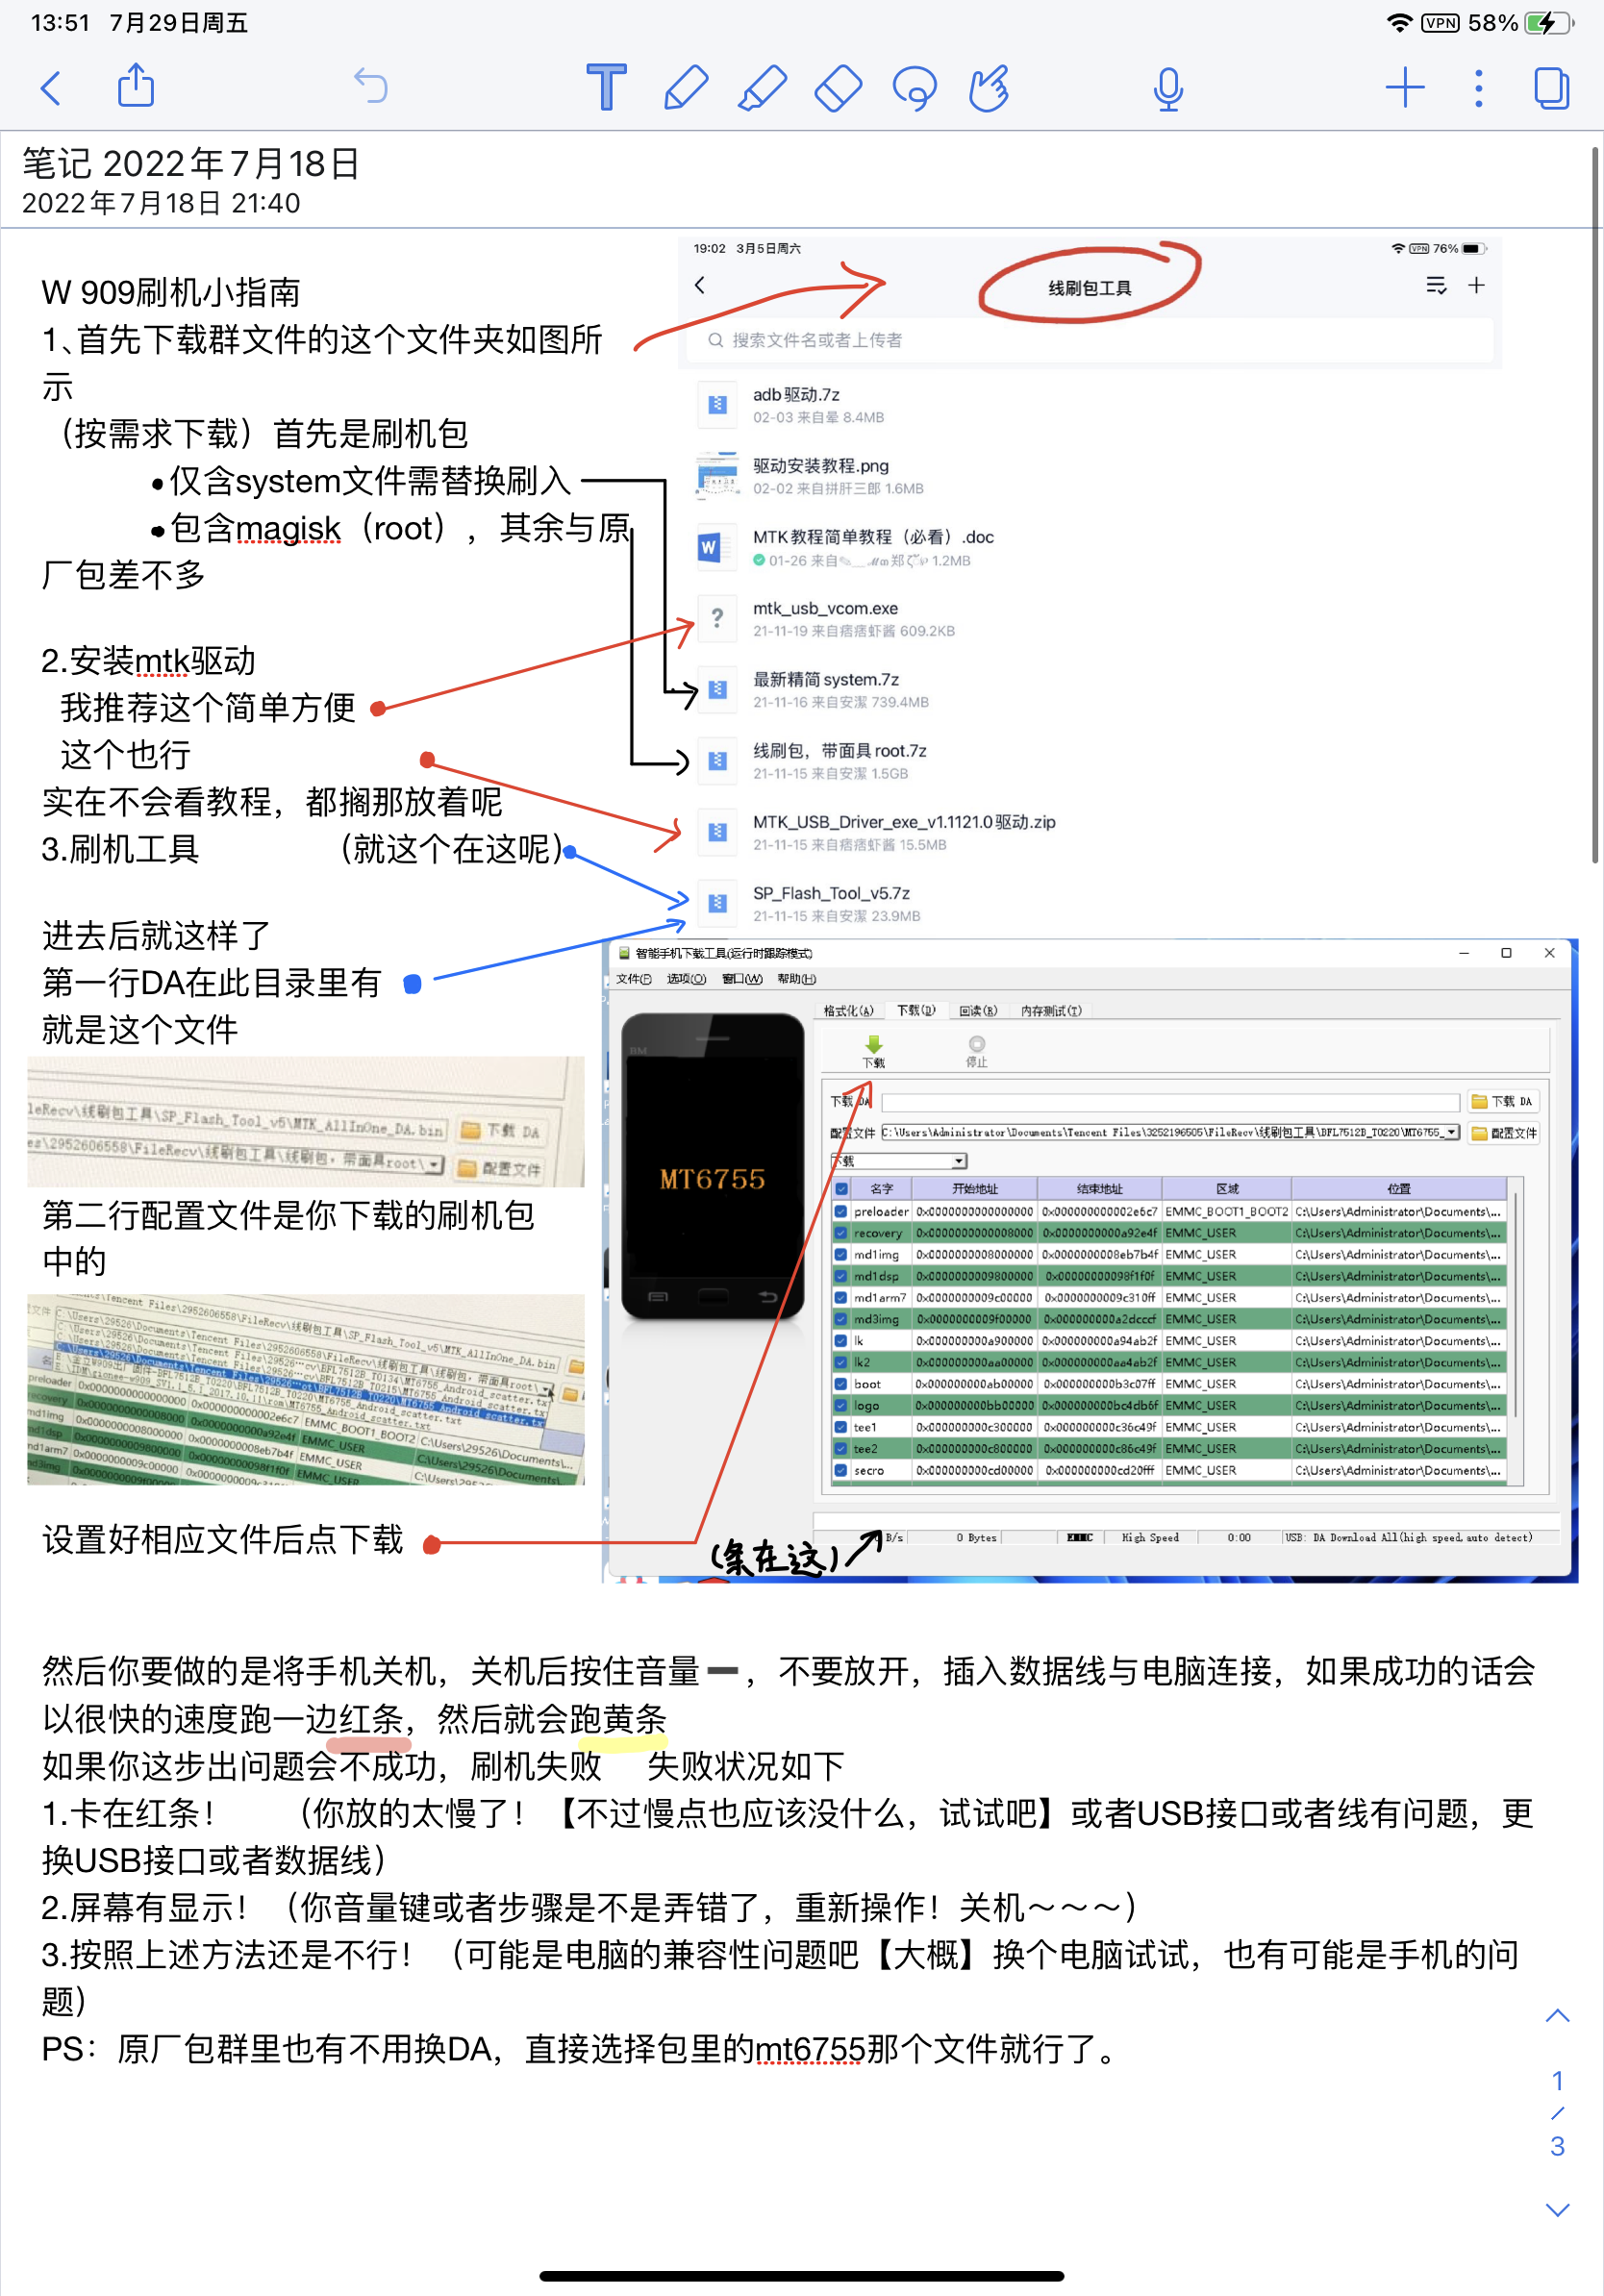 13:51 7月29日周五
VPN 58%
笔记 2022年7月18日
2022年7月18日 21:40
W 909刷机小指南
1、首先下载群文件的这个文件夹如图所
示
（按需求下载）首先是刷机包
•仅含system文件需替换刷入
•包含magisk（root），其余与原
厂包差不多
2.安装mtk驱动
我推荐这个简单方便
这个也行
实在不会看教程，都搁那放着呢
3.刷机工具 （就这个在这呢）
进去后就这样了
第一行DA在此目录里有
就是这个文件
19:02 3月5日周六
VPN 76%
线刷包工具
搜索文件名或者上传者
adb驱动.7z
02-03 来自晕 8.4MB
驱动安装教程.png
02-02 来自拼肝三郎 1.6MB
MTK教程简单教程（必看）.doc
01-26 来自 郑 1.2MB
mtk_usb_vcom.exe
21-11-19 来自痞痞虾酱 609.2KB
最新精简system.7z
21-11-16 来自安潔 739.4MB
线刷包，带面具root.7z
21-11-15 来自安潔 1.5GB
MTK_USB_Driver_exe_v1.1121.0驱动.zip
21-11-15 来自痞痞虾酱 15.5MB
SP_Flash_Tool_v5.7z
21-11-15 来自安潔 23.9MB
leRecv\线刷包工具\SP_Flash_Tool_v5\MTK_AllInOne_DA.bin 下载 DA
es\2952606558\FileRecv\线刷包工具\线刷包，带面具root\ 配置文件
第二行配置文件是你下载的刷机包
中的
preloader 0x0000000000000000 0x000000000002e6c7 EMMC_BOOT1_BOOT2 C:\Users\29526\Documents\...
recovery 0x0000000000008000 0x0000000000a92e4f EMMC_USER
md1img 0x0000000008000000 0x0000000008eb7b4f EMMC_USER
md1dsp 0x0000000009800000 0x00000000098f1f0f EMMC_USER
设置好相应文件后点下载
智能手机下载工具(运行时跟踪模式)
文件(F) 选项(O) 窗口(W) 帮助(H)
格式化(A) 下载(D) 回读(R) 内存测试(T)
下载 停止
BM
MT6755
下载 DA 下载 DA
配置文件 C:\Users\Administrator\Documents\Tencent Files\3252196505\FileRecv\线刷包工具\BFL7512B_T0220\MT6755_ 配置文件
下载
名字 开始地址 结束地址 区域 位置
preloader 0x0000000000000000 0x000000000002e6c7 EMMC_BOOT1_BOOT2 C:\Users\Administrator\Documents\...
recovery 0x0000000000008000 0x0000000000a92e4f EMMC_USER C:\Users\Administrator\Documents\...
md1img 0x0000000008000000 0x0000000008eb7b4f EMMC_USER C:\Users\Administrator\Documents\...
md1dsp 0x0000000009800000 0x00000000098f1f0f EMMC_USER C:\Users\Administrator\Documents\...
md1arm7 0x0000000009c00000 0x0000000009c310ff EMMC_USER C:\Users\Administrator\Documents\...
md3img 0x0000000009f00000 0x000000000a2dcccf EMMC_USER C:\Users\Administrator\Documents\...
lk 0x000000000a900000 0x000000000a94ab2f EMMC_USER C:\Users\Administrator\Documents\...
lk2 0x000000000aa00000 0x000000000aa4ab2f EMMC_USER C:\Users\Administrator\Documents\...
boot 0x000000000ab00000 0x000000000b3c07ff EMMC_USER C:\Users\Administrator\Documents\...
logo 0x000000000bb00000 0x000000000bc4db6f EMMC_USER C:\Users\Administrator\Documents\...
tee1 0x000000000c300000 0x000000000c36c49f EMMC_USER C:\Users\Administrator\Documents\...
tee2 0x000000000c800000 0x000000000c86c49f EMMC_USER C:\Users\Administrator\Documents\...
secro 0x000000000cd00000 0x000000000cd20fff EMMC_USER C:\Users\Administrator\Documents\...
B/s 0 Bytes EMMC High Speed 0:00 USB: DA Download All(high speed,auto detect)
(条在这)
然后你要做的是将手机关机，关机后按住音量➖，不要放开，插入数据线与电脑连接，如果成功的话会
以很快的速度跑一边红条，然后就会跑黄条
如果你这步出问题会不成功，刷机失败 失败状况如下
1.卡在红条！ （你放的太慢了！【不过慢点也应该没什么，试试吧】或者USB接口或者线有问题，更
换USB接口或者数据线）
2.屏幕有显示！（你音量键或者步骤是不是弄错了，重新操作！关机～～～）
3.按照上述方法还是不行！（可能是电脑的兼容性问题吧【大概】换个电脑试试，也有可能是手机的问
题）
PS：原厂包群里也有不用换DA，直接选择包里的mt6755那个文件就行了。
1
/
3